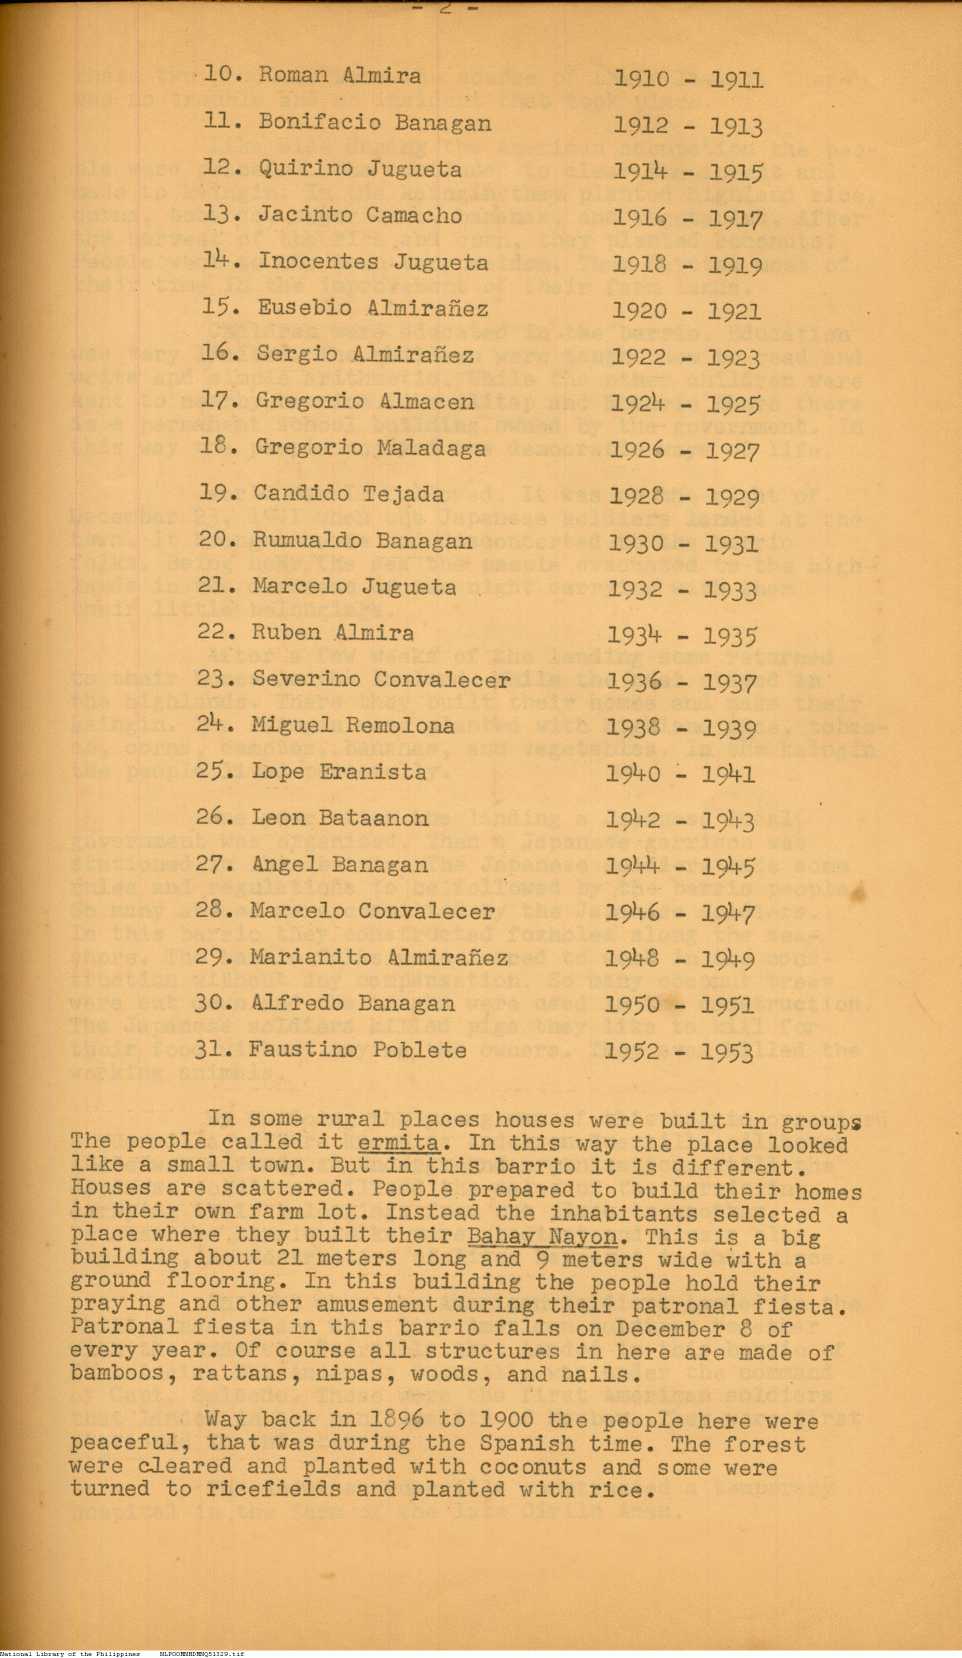 - 2 -
10. Roman Almira 1910 - 1911
11. Bonifacio Banagan 1912 - 1913
12. Quirino Jugueta 1914 - 1915
13. Jacinto Camacho 1916 - 1917
14. Inocentes Jugueta 1918 - 1919
15. Eusebio Almirañez 1920 - 1921
16. Sergio Almirañez 1922 - 1923
17. Gregorio Almacen 1924 - 1925
18. Gregorio Maladaga 1926 - 1927
19. Candido Tejada 1928 - 1929
20. Rumualdo Banagan 1930 - 1931
21. Marcelo Jugueta 1932 - 1933
22. Ruben Almira 1934 - 1935
23. Severino Convalecer 1936 - 1937
24. Miguel Remolona 1938 - 1939
25. Lope Eranista 1940 - 1941
26. Leon Bataanon 1942 - 1943
27. Angel Banagan 1944 - 1945
28. Marcelo Convalecer 1946 - 1947
29. Marianito Almirañez 1948 - 1949
30. Alfredo Banagan 1950 - 1951
31. Faustino Poblete 1952 - 1953
In some rural places houses were built in groups
The people called it ermita. In this way the place looked
like a small town. But in this barrio it is different.
Houses are scattered. People prepared to build their homes
in their own farm lot. Instead the inhabitants selected a
place where they built their Bahay Nayon. This is a big
building about 21 meters long and 9 meters wide with a
ground flooring. In this building the people hold their
praying and other amusement during their patronal fiesta.
Patronal fiesta in this barrio falls on December 8 of
every year. Of course all structures in here are made of
bamboos, rattans, nipas, woods, and nails.
Way back in 1896 to 1900 the people here were
peaceful, that was during the Spanish time. The forest
were cleared and planted with coconuts and some were
turned to ricefields and planted with rice.
National Library of the Philippines